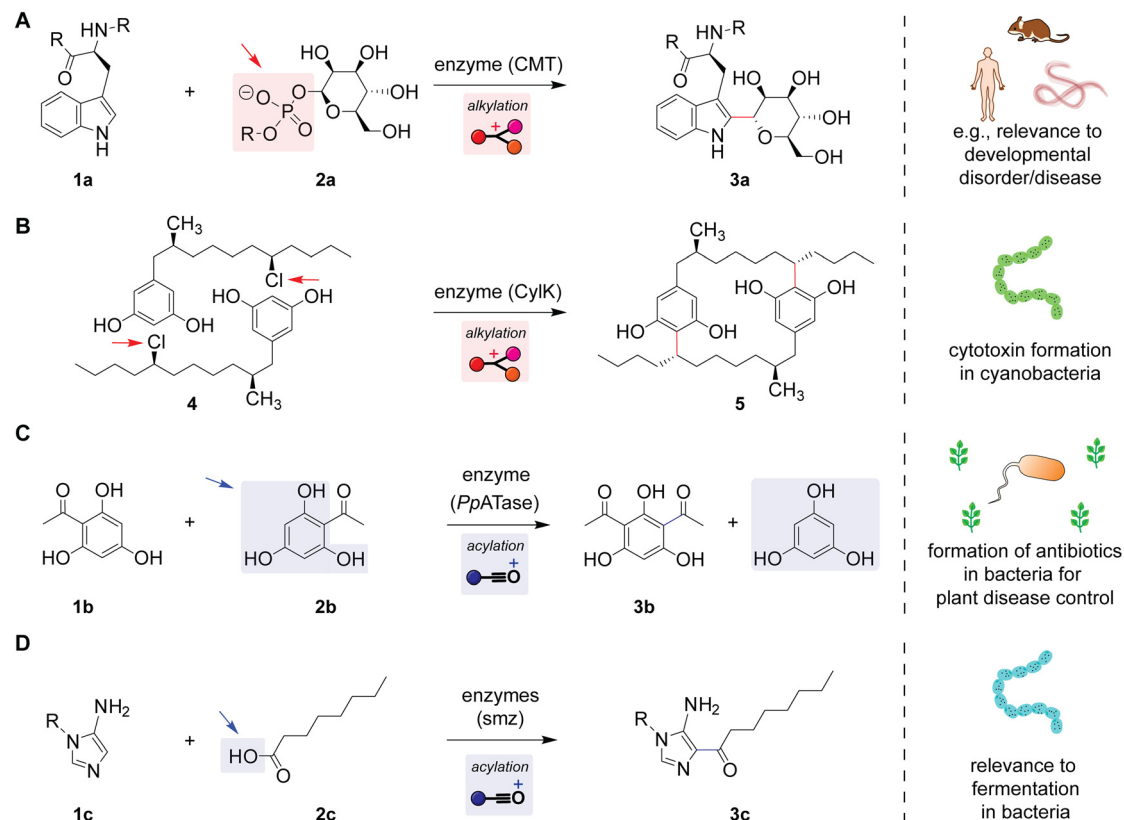 A
R
HN-R
O
N
H
1a
+
2a
⊖
O
O
P
O
R-O
HO
OH
O
OH
OH
enzyme (CMT)
alkylation
+
R
HN-R
O
N
H
OH
OH
OH
O
OH
3a
e.g., relevance to
developmental
disorder/disease
B
CH3
Cl
HO
OH
HO
OH
Cl
CH3
4
enzyme (CylK)
alkylation
+
CH3
HO
OH
HO
OH
CH3
5
cytotoxin formation
in cyanobacteria
C
O
OH
HO
OH
1b
+
OH
O
HO
OH
2b
enzyme
(PpATase)
acylation
+
O
O
OH
O
HO
OH
3b
+
OH
HO
OH
formation of antibiotics
in bacteria for
plant disease control
D
R
NH2
N
N
1c
+
HO
O
2c
enzymes
(smz)
acylation
+
O
R
NH2
N
N
O
3c
relevance to
fermentation
in bacteria